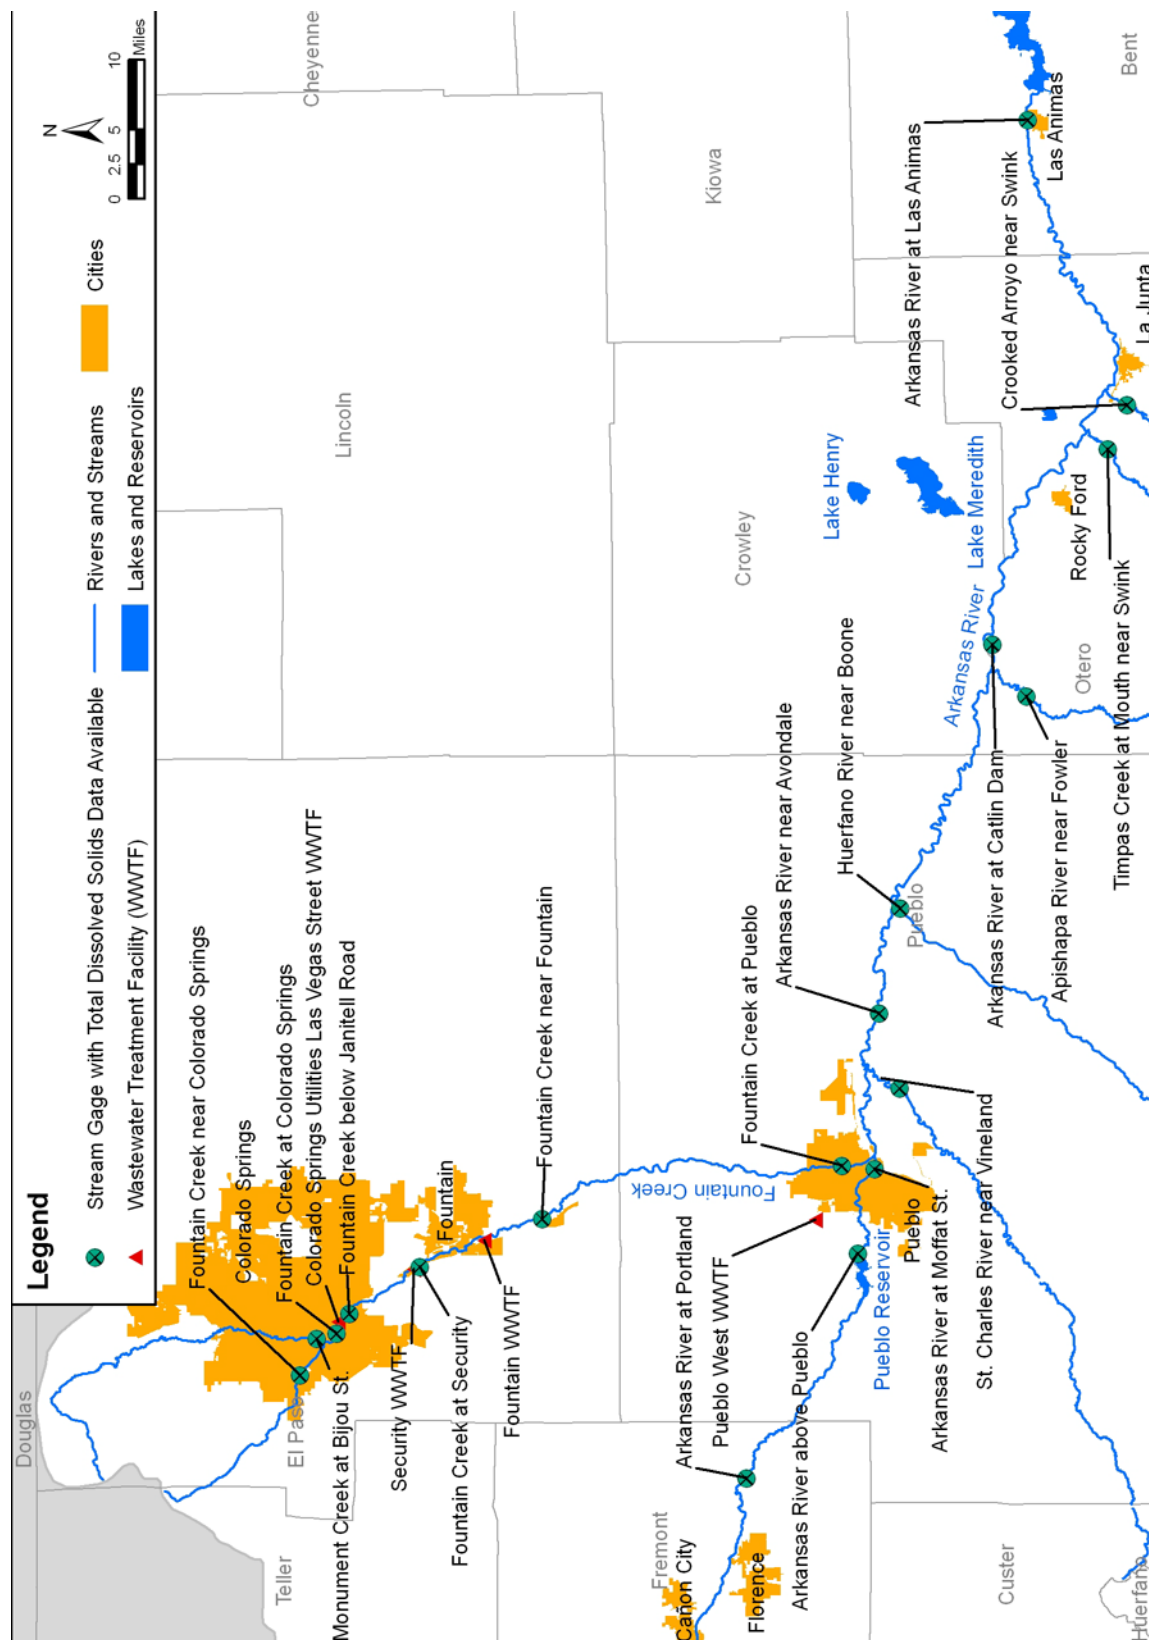 Legend
Stream Gage with Total Dissolved Solids Data Available
Rivers and Streams
Cities
Wastewater Treatment Facility (WWTF)
Lakes and Reservoirs
N
0 2.5 5 10
Miles
Douglas
Cheyenne
Teller
El Paso
Lincoln
Fountain Creek near Colorado Springs
Colorado Springs
Fountain Creek at Colorado Springs
Colorado Springs Utilities Las Vegas Street WWTF
Monument Creek at Bijou St.
Fountain Creek below Janitell Road
Security WWTF
Fountain
Fountain Creek at Security
Fountain WWTF
Fountain Creek near Fountain
Fremont
Cañon City
Florence
Fountain Creek
Arkansas River at Portland
Pueblo West WWTF
Fountain Creek at Pueblo
Crowley
Kiowa
Arkansas River near Avondale
Arkansas River above Pueblo
Huerfano River near Boone
Lake Henry
Pueblo Reservoir
Pueblo
Pueblo
Arkansas River at Las Animas
Arkansas River at Moffat St.
Arkansas River
Lake Meredith
St. Charles River near Vineland
Arkansas River at Catlin Dam
Custer
Crooked Arroyo near Swink
Las Animas
Apishapa River near Fowler
Rocky Ford
Otero
Timpas Creek at Mouth near Swink
Bent
La Junta
Huerfano